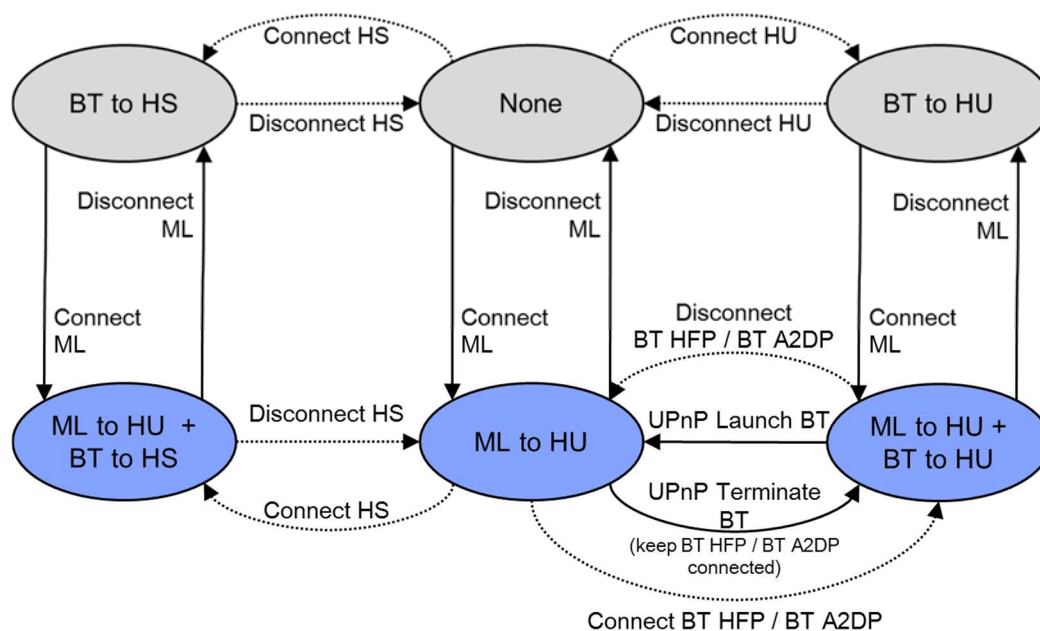 Connect HS
Connect HU
BT to HS
None
BT to HU
Disconnect HS
Disconnect HU
Disconnect
ML
Disconnect
ML
Disconnect
ML
Connect
ML
Connect
ML
Disconnect
BT HFP / BT A2DP
Connect
ML
ML to HU +
BT to HS
Disconnect HS
ML to HU
UPnP Launch BT
ML to HU +
BT to HU
Connect HS
UPnP Terminate
BT
(keep BT HFP / BT A2DP
connected)
Connect BT HFP / BT A2DP